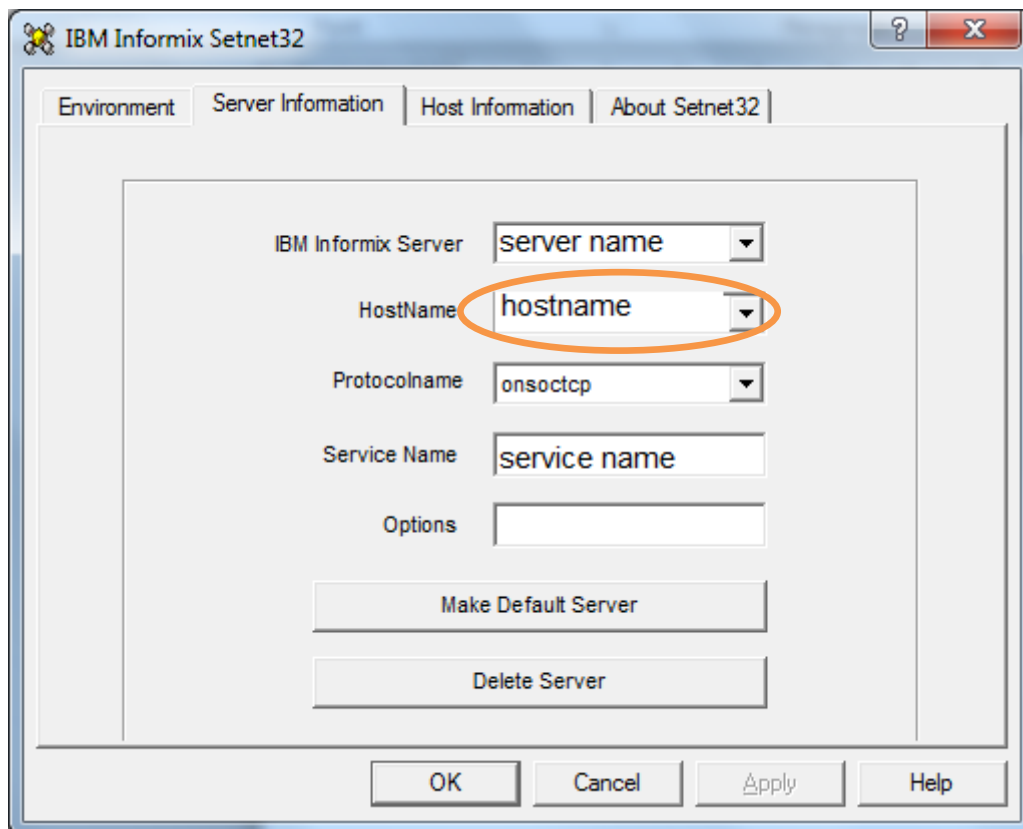 IBM Informix Setnet32
Environment Server Information Host Information About Setnet32
IBM Informix Server server name
HostName hostname
Protocolname onsoctcp
Service Name service name
Options
Make Default Server
Delete Server
OK Cancel Apply Help